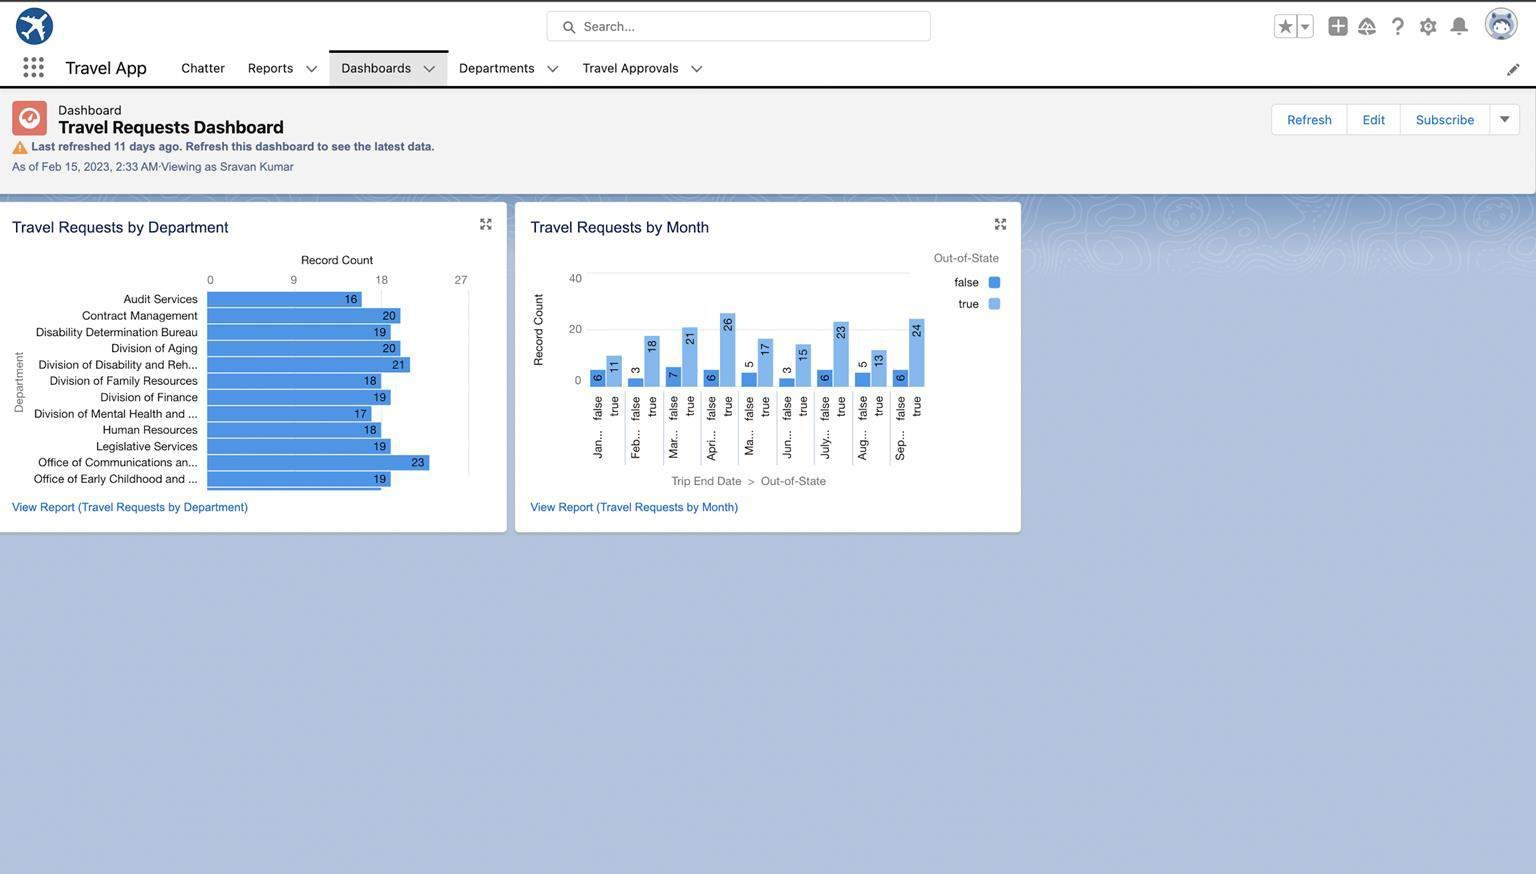 Search...
Travel App
Chatter
Reports
Dashboards
Departments
Travel Approvals
Dashboard
Travel Requests Dashboard
Last refreshed 11 days ago. Refresh this dashboard to see the latest data.
As of Feb 15, 2023, 2:33 AM·Viewing as Sravan Kumar
Refresh
Edit
Subscribe
Travel Requests by Department
Record Count
0 9 18 27
Department
Audit Services 16
Contract Management 20
Disability Determination Bureau 19
Division of Aging 20
Division of Disability and Reh... 21
Division of Family Resources 18
Division of Finance 19
Division of Mental Health and ... 17
Human Resources 18
Legislative Services 19
Office of Communications an... 23
Office of Early Childhood and ... 19
View Report (Travel Requests by Department)
Travel Requests by Month
Out-of-State
false
true
Record Count
40
20
0
6 11 3 18 7 21 6 26 5 17 3 15 6 23 5 13 6 24
false true false true false true false true false true false true false true false true false true
Jan... Feb... Mar... Apri... Ma... Jun... July... Aug... Sep...
Trip End Date > Out-of-State
View Report (Travel Requests by Month)